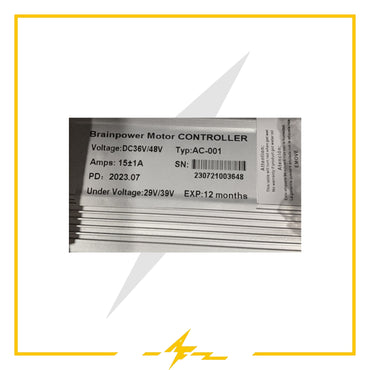 Brainpower Motor CONTROLLER
Voltage:DC36V/48V Typ:AC-001
Amps: 15±1A SN:
PD: 2023.07 230721003648
Under Voltage:29V/39V EXP:12 months
Attention:
Atención: